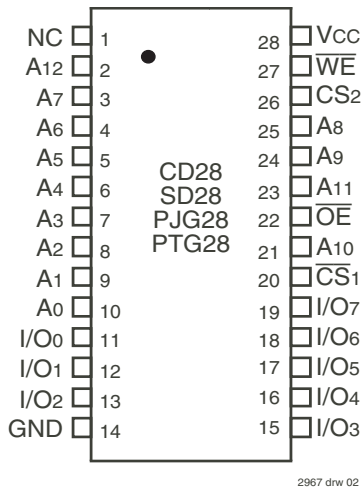 NC 1 28 VCC
A12 2 27 W̅E̅
A7 3 26 CS2
A6 4 25 A8
A5 5 24 A9
A4 6 23 A11
A3 7 22 O̅E̅
A2 8 21 A10
A1 9 20 C̅S̅1
A0 10 19 I/O7
I/O0 11 18 I/O6
I/O1 12 17 I/O5
I/O2 13 16 I/O4
GND 14 15 I/O3
CD28
SD28
PJG28
PTG28
2967 drw 02